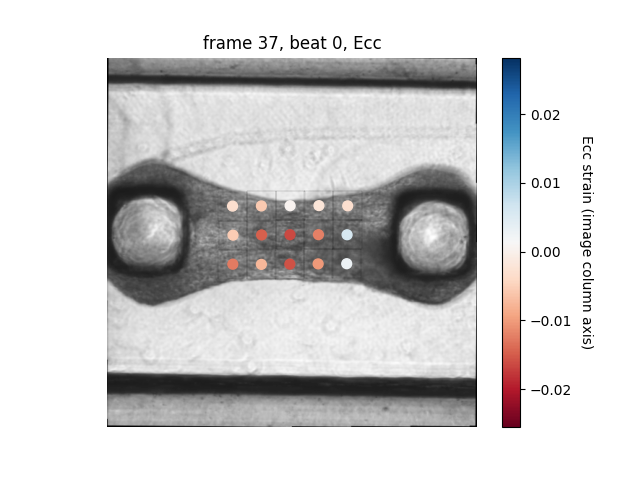 frame 37, beat 0, Ecc
0.02
0.01
0.00
−0.01
−0.02
Ecc strain (image column axis)